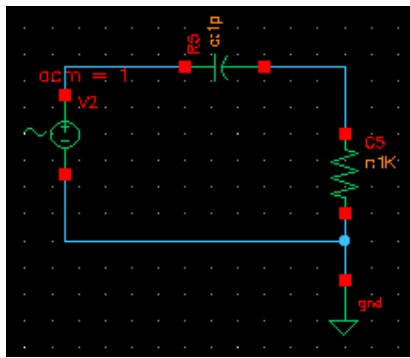 R5
c:1p
acm = 1
V2
C5
r:1K
gnd